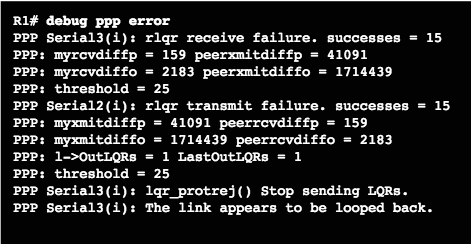 R1# debug ppp error
PPP Serial3(i): rlqr receive failure. successes = 15
PPP: myrcvdiffp = 159 peerxmitdiffp = 41091
PPP: myrcvdiffo = 2183 peerxmitdiffo = 1714439
PPP: threshold = 25
PPP Serial2(i): rlqr transmit failure. successes = 15
PPP: myxmitdiffp = 41091 peerrcvdiffp = 159
PPP: myxmitdiffo = 1714439 peerrcvdiffo = 2183
PPP: l->OutLQRs = 1 LastOutLQRs = 1
PPP: threshold = 25
PPP Serial3(i): lqr_protrej() Stop sending LQRs.
PPP Serial3(i): The link appears to be looped back.